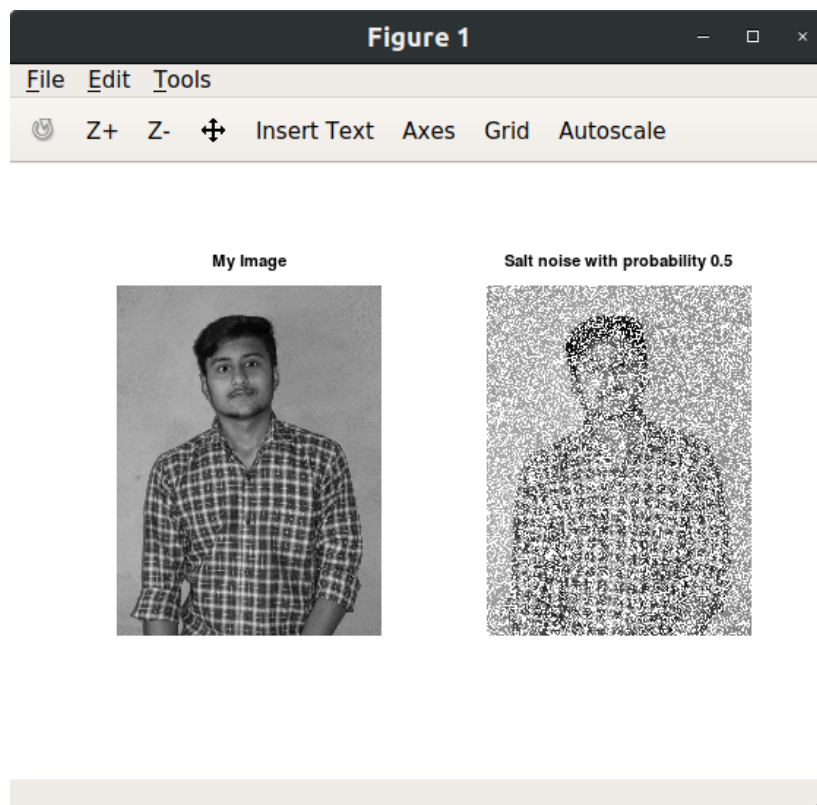 Figure 1
File Edit Tools
Z+ Z- Insert Text Axes Grid Autoscale
My Image Salt noise with probability 0.5